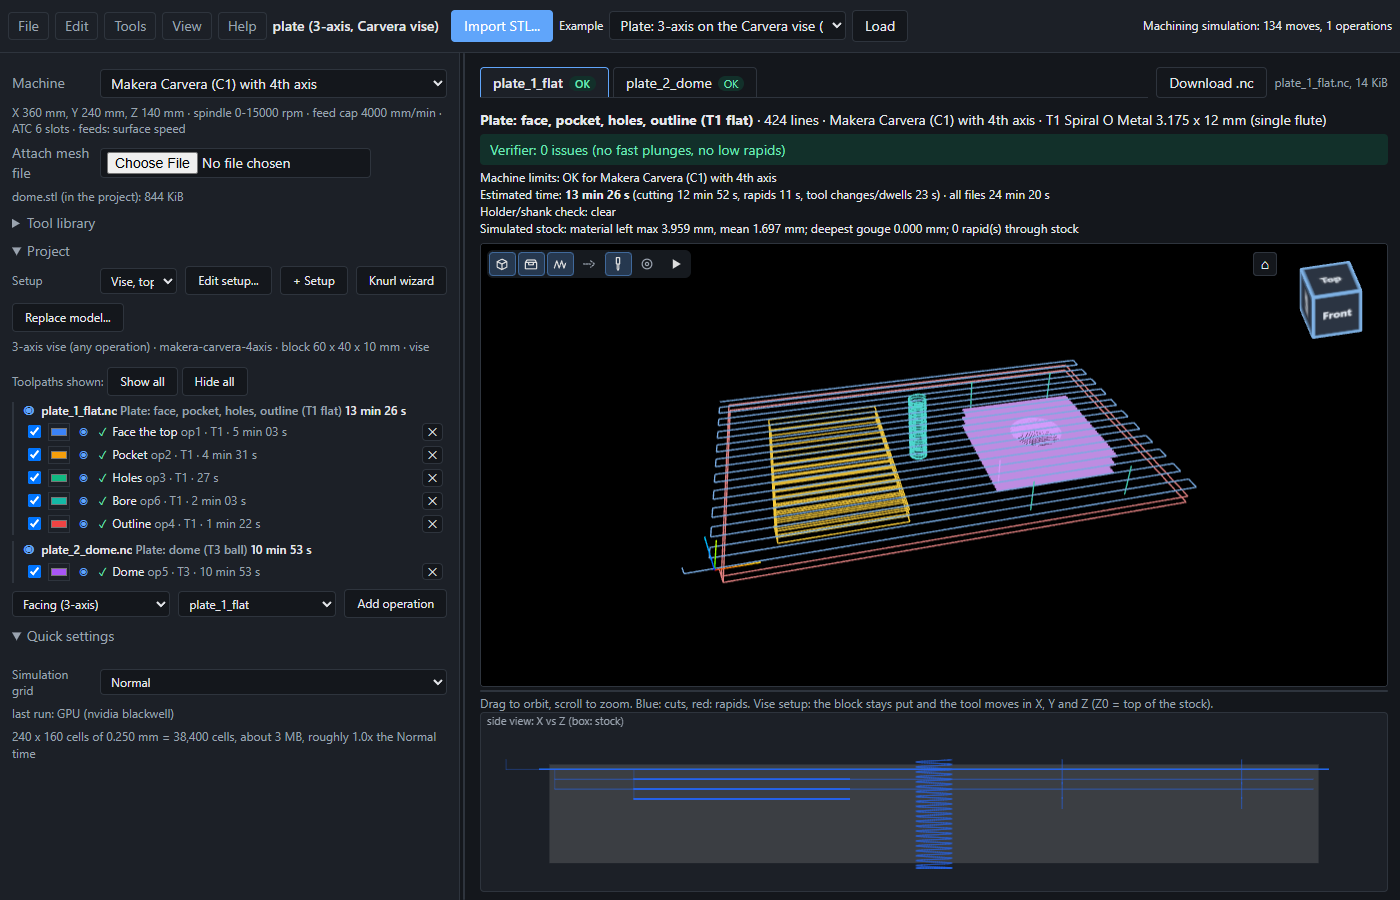 File Edit Tools View Help plate (3-axis, Carvera vise) Import STL... Example Plate: 3-axis on the Carvera vise ( Load Machining simulation: 134 moves, 1 operations
Machine Makera Carvera (C1) with 4th axis
X 360 mm, Y 240 mm, Z 140 mm · spindle 0-15000 rpm · feed cap 4000 mm/min ·
ATC 6 slots · feeds: surface speed
Attach mesh file Choose File No file chosen
dome.stl (in the project): 844 KiB
Tool library
Project
Setup Vise, top Edit setup... + Setup Knurl wizard
Replace model...
3-axis vise (any operation) · makera-carvera-4axis · block 60 x 40 x 10 mm · vise
Toolpaths shown: Show all Hide all
plate_1_flat.nc Plate: face, pocket, holes, outline (T1 flat) 13 min 26 s
✓ Face the top op1 · T1 · 5 min 03 s ✕
✓ Pocket op2 · T1 · 4 min 31 s ✕
✓ Holes op3 · T1 · 27 s ✕
✓ Bore op6 · T1 · 2 min 03 s ✕
✓ Outline op4 · T1 · 1 min 22 s ✕
plate_2_dome.nc Plate: dome (T3 ball) 10 min 53 s
✓ Dome op5 · T3 · 10 min 53 s ✕
Facing (3-axis) plate_1_flat Add operation
Quick settings
Simulation grid Normal
last run: GPU (nvidia blackwell)
240 x 160 cells of 0.250 mm = 38,400 cells, about 3 MB, roughly 1.0x the Normal
time
plate_1_flat OK plate_2_dome OK Download .nc plate_1_flat.nc, 14 KiB
Plate: face, pocket, holes, outline (T1 flat) · 424 lines · Makera Carvera (C1) with 4th axis · T1 Spiral O Metal 3.175 x 12 mm (single flute)
Verifier: 0 issues (no fast plunges, no low rapids)
Machine limits: OK for Makera Carvera (C1) with 4th axis
Estimated time: 13 min 26 s (cutting 12 min 52 s, rapids 11 s, tool changes/dwells 23 s) · all files 24 min 20 s
Holder/shank check: clear
Simulated stock: material left max 3.959 mm, mean 1.697 mm; deepest gouge 0.000 mm; 0 rapid(s) through stock
Top
Front
Drag to orbit, scroll to zoom. Blue: cuts, red: rapids. Vise setup: the block stays put and the tool moves in X, Y and Z (Z0 = top of the stock).
side view: X vs Z (box: stock)